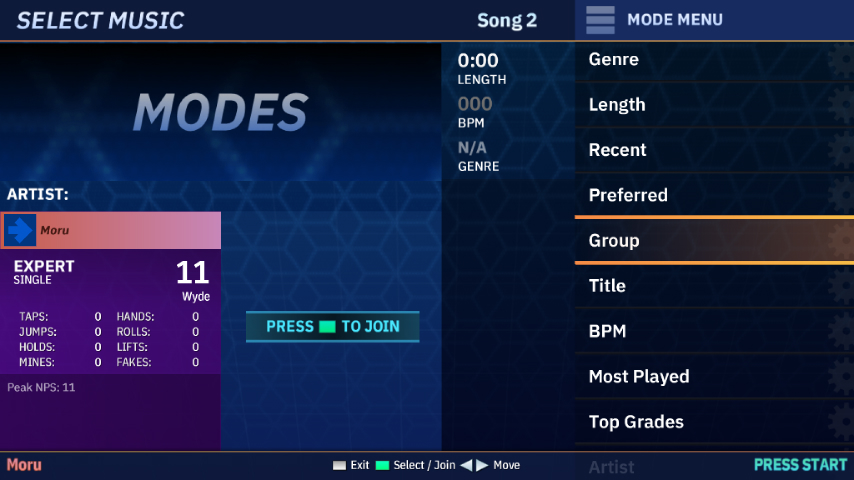 SELECT MUSIC
Song 2
MODE MENU
MODES
0:00
LENGTH
000
BPM
N/A
GENRE
ARTIST:
Moru
EXPERT
SINGLE
11
Wyde
TAPS: 0 HANDS: 0
JUMPS: 0 ROLLS: 0
HOLDS: 0 LIFTS: 0
MINES: 0 FAKES: 0
Peak NPS: 11
PRESS TO JOIN
Genre
Length
Recent
Preferred
Group
Title
BPM
Most Played
Top Grades
Artist
Moru
Exit Select / Join Move
PRESS START